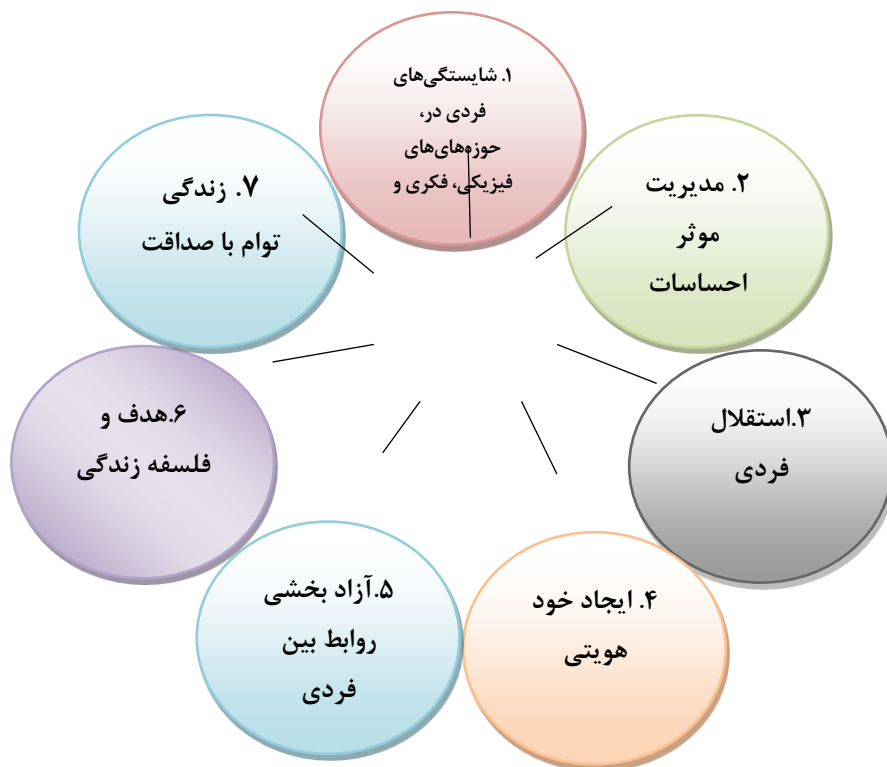 ۱. شایستگی‌های
فردی در،
حوزه‌های‌های
فیزیکی، فکری و
۲. مدیریت
موثر
احساسات
۳.استقلال
فردی
۴. ایجاد خود
هویتی
۵.آزاد بخشی
روابط بین
فردی
۶.هدف و
فلسفه زندگی
۷. زندگی
توام با صداقت